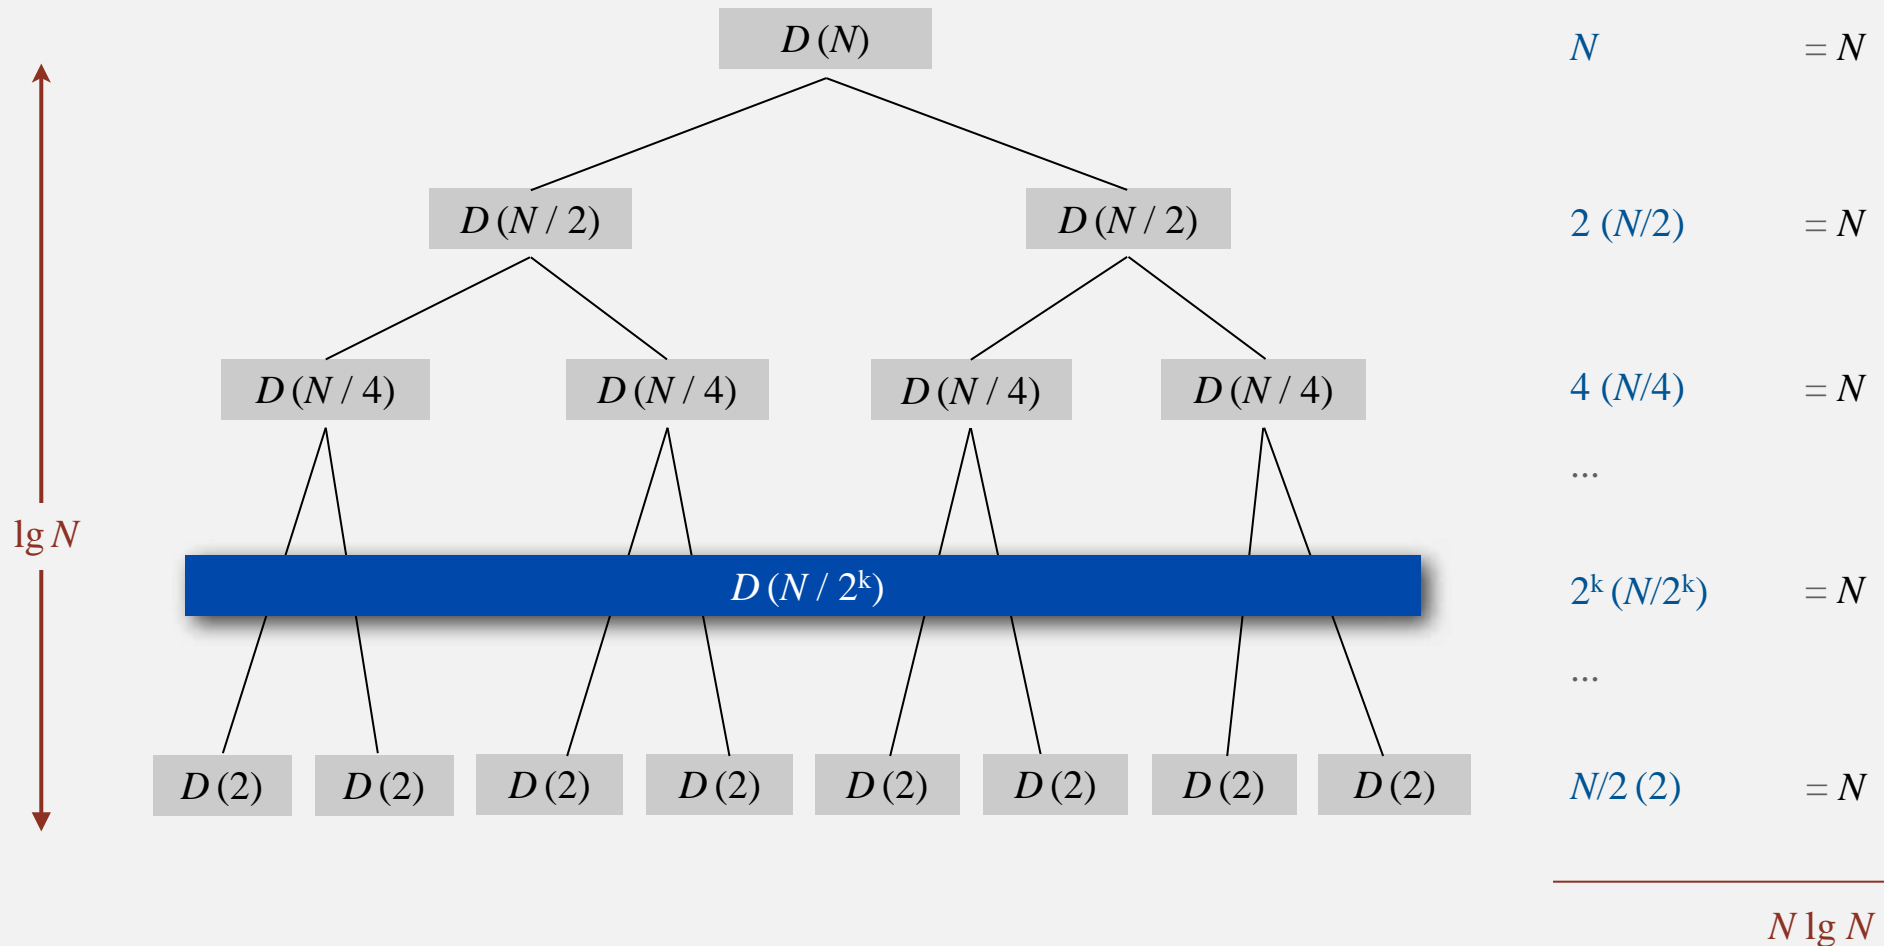 D (N) N = N
D (N / 2) D (N / 2) 2 (N/2) = N
D (N / 4) D (N / 4) D (N / 4) D (N / 4) 4 (N/4) = N
...
lg N
D (N / 2ᵏ) 2ᵏ (N/2ᵏ) = N
...
D (2) D (2) D (2) D (2) D (2) D (2) D (2) D (2) N/2 (2) = N
N lg N